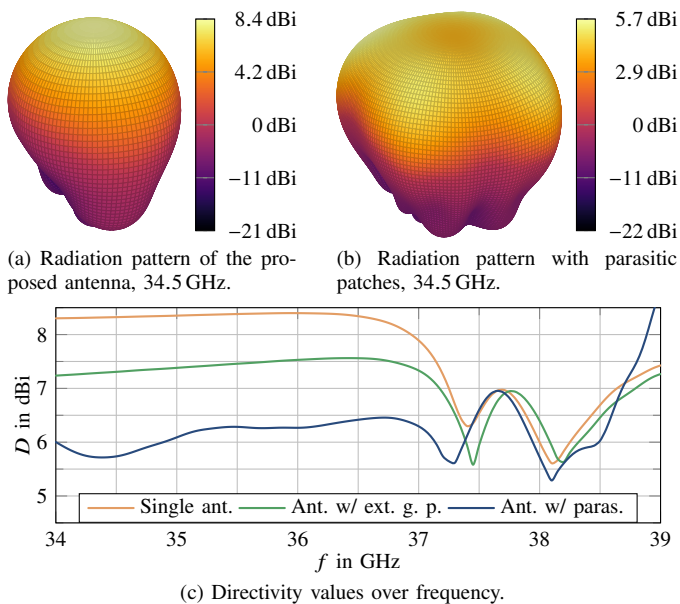 8.4 dBi
4.2 dBi
0 dBi
−11 dBi
−21 dBi
5.7 dBi
2.9 dBi
0 dBi
−11 dBi
−22 dBi
(a) Radiation pattern of the pro-
posed antenna, 34.5 GHz.
(b) Radiation pattern with parasitic
patches, 34.5 GHz.
8
7
6
5
D in dBi
Single ant.
Ant. w/ ext. g. p.
Ant. w/ paras.
34 35 36 37 38 39
f in GHz
(c) Directivity values over frequency.